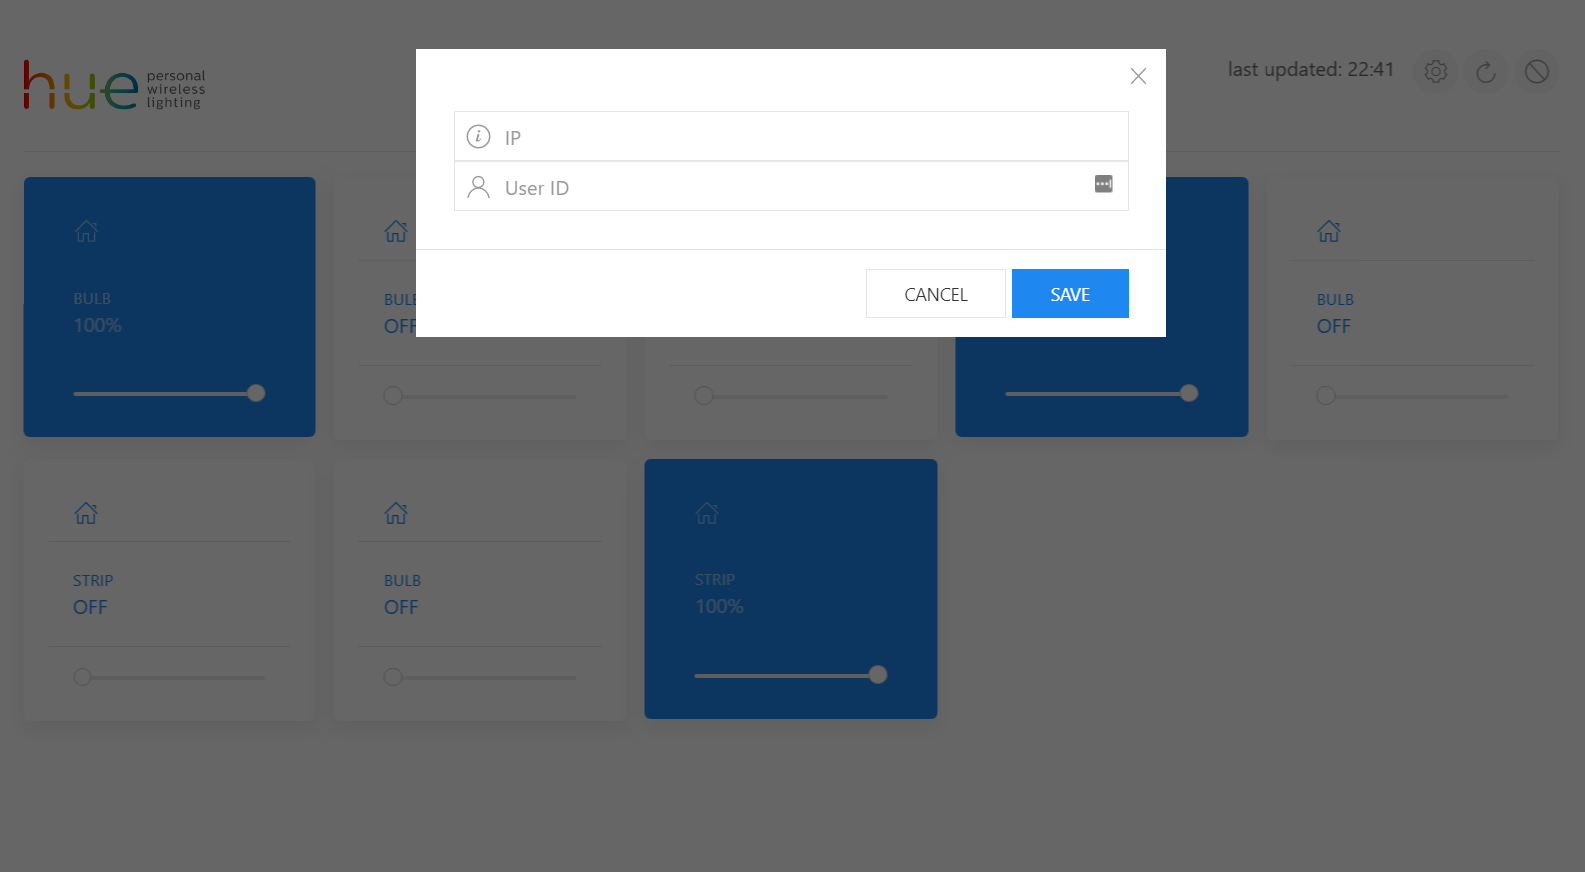 hue personal
wireless
lighting
last updated: 22:41
IP
User ID
CANCEL
SAVE
BULB
100%
BULB
OFF
BULB
OFF
STRIP
OFF
BULB
OFF
STRIP
100%